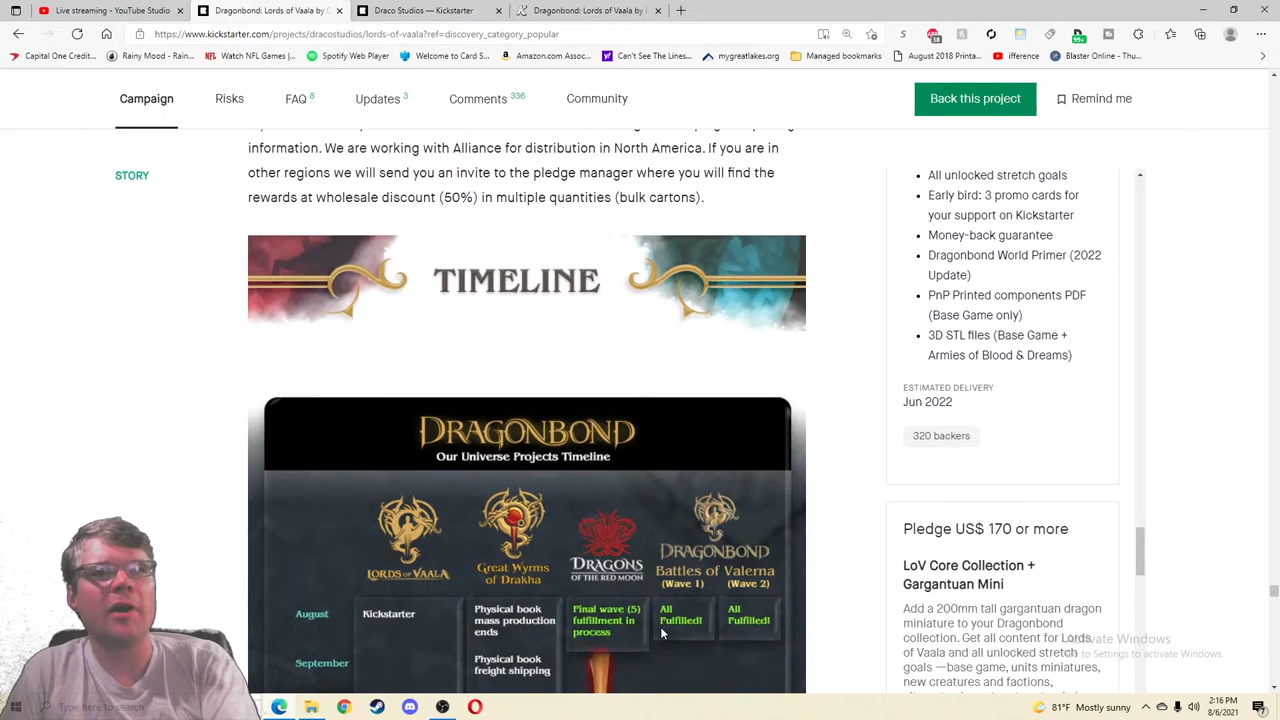 Live streaming - YouTube Studio
Dragonbond: Lords of Vaala by D
Draco Studios — Kickstarter
Dragonbond: Lords of Vaala by D
https://www.kickstarter.com/projects/dracostudios/lords-of-vaala?ref=discovery_category_popular
38
99+
Capital One Credit...
Rainy Mood - Rain...
Watch NFL Games |...
Spotify Web Player...
Welcome to Card S...
Amazon.com Assoc...
Can't See The Lines...
mygreatlakes.org
Managed bookmarks
August 2018 Printa...
ifference
Blaster Online - Thu...
Campaign
Risks
FAQ 8
Updates 3
Comments 336
Community
Back this project
Remind me
STORY
information. We are working with Alliance for distribution in North America. If you are in
other regions we will send you an invite to the pledge manager where you will find the
rewards at wholesale discount (50%) in multiple quantities (bulk cartons).
TIMELINE
DRAGONBOND
Our Universe Projects Timeline
LORDS OF VAALA
Great Wyrms
of Drakha
DRAGONS
OF THE RED MOON
DRAGONBOND
Battles of Valerna
(Wave 1)
(Wave 2)
August
Kickstarter
Physical book
mass production
ends
Final wave (5)
fulfillment in
process
All
Fulfilled!
All
Fulfilled!
September
Physical book
freight shipping
All unlocked stretch goals
Early bird: 3 promo cards for
your support on Kickstarter
Money-back guarantee
Dragonbond World Primer (2022
Update)
PnP Printed components PDF
(Base Game only)
3D STL files (Base Game +
Armies of Blood & Dreams)
ESTIMATED DELIVERY
Jun 2022
320 backers
Pledge US$ 170 or more
LoV Core Collection +
Gargantuan Mini
Add a 200mm tall gargantuan dragon
miniature to your Dragonbond
collection. Get all content for Lords
of Vaala and all unlocked stretch
goals —base game, units miniatures,
new creatures and factions,
Activate Windows
Go to Settings to activate Windows.
Type here to search
81°F Mostly sunny
2:16 PM
8/6/2021